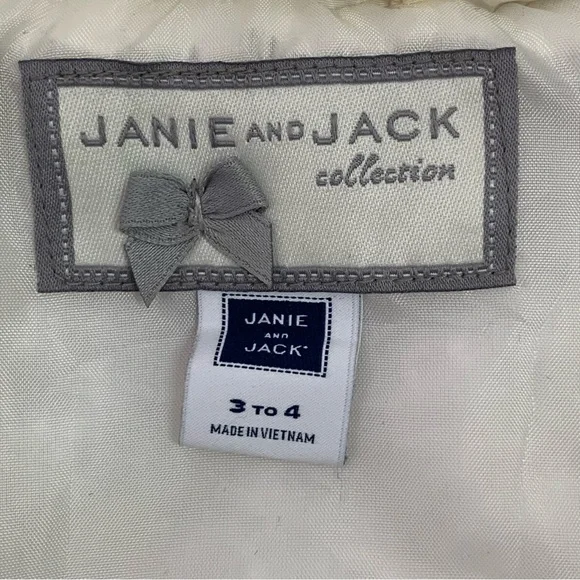 JANIE AND JACK
collection
JANIE
AND
JACK
3 TO 4
MADE IN VIETNAM